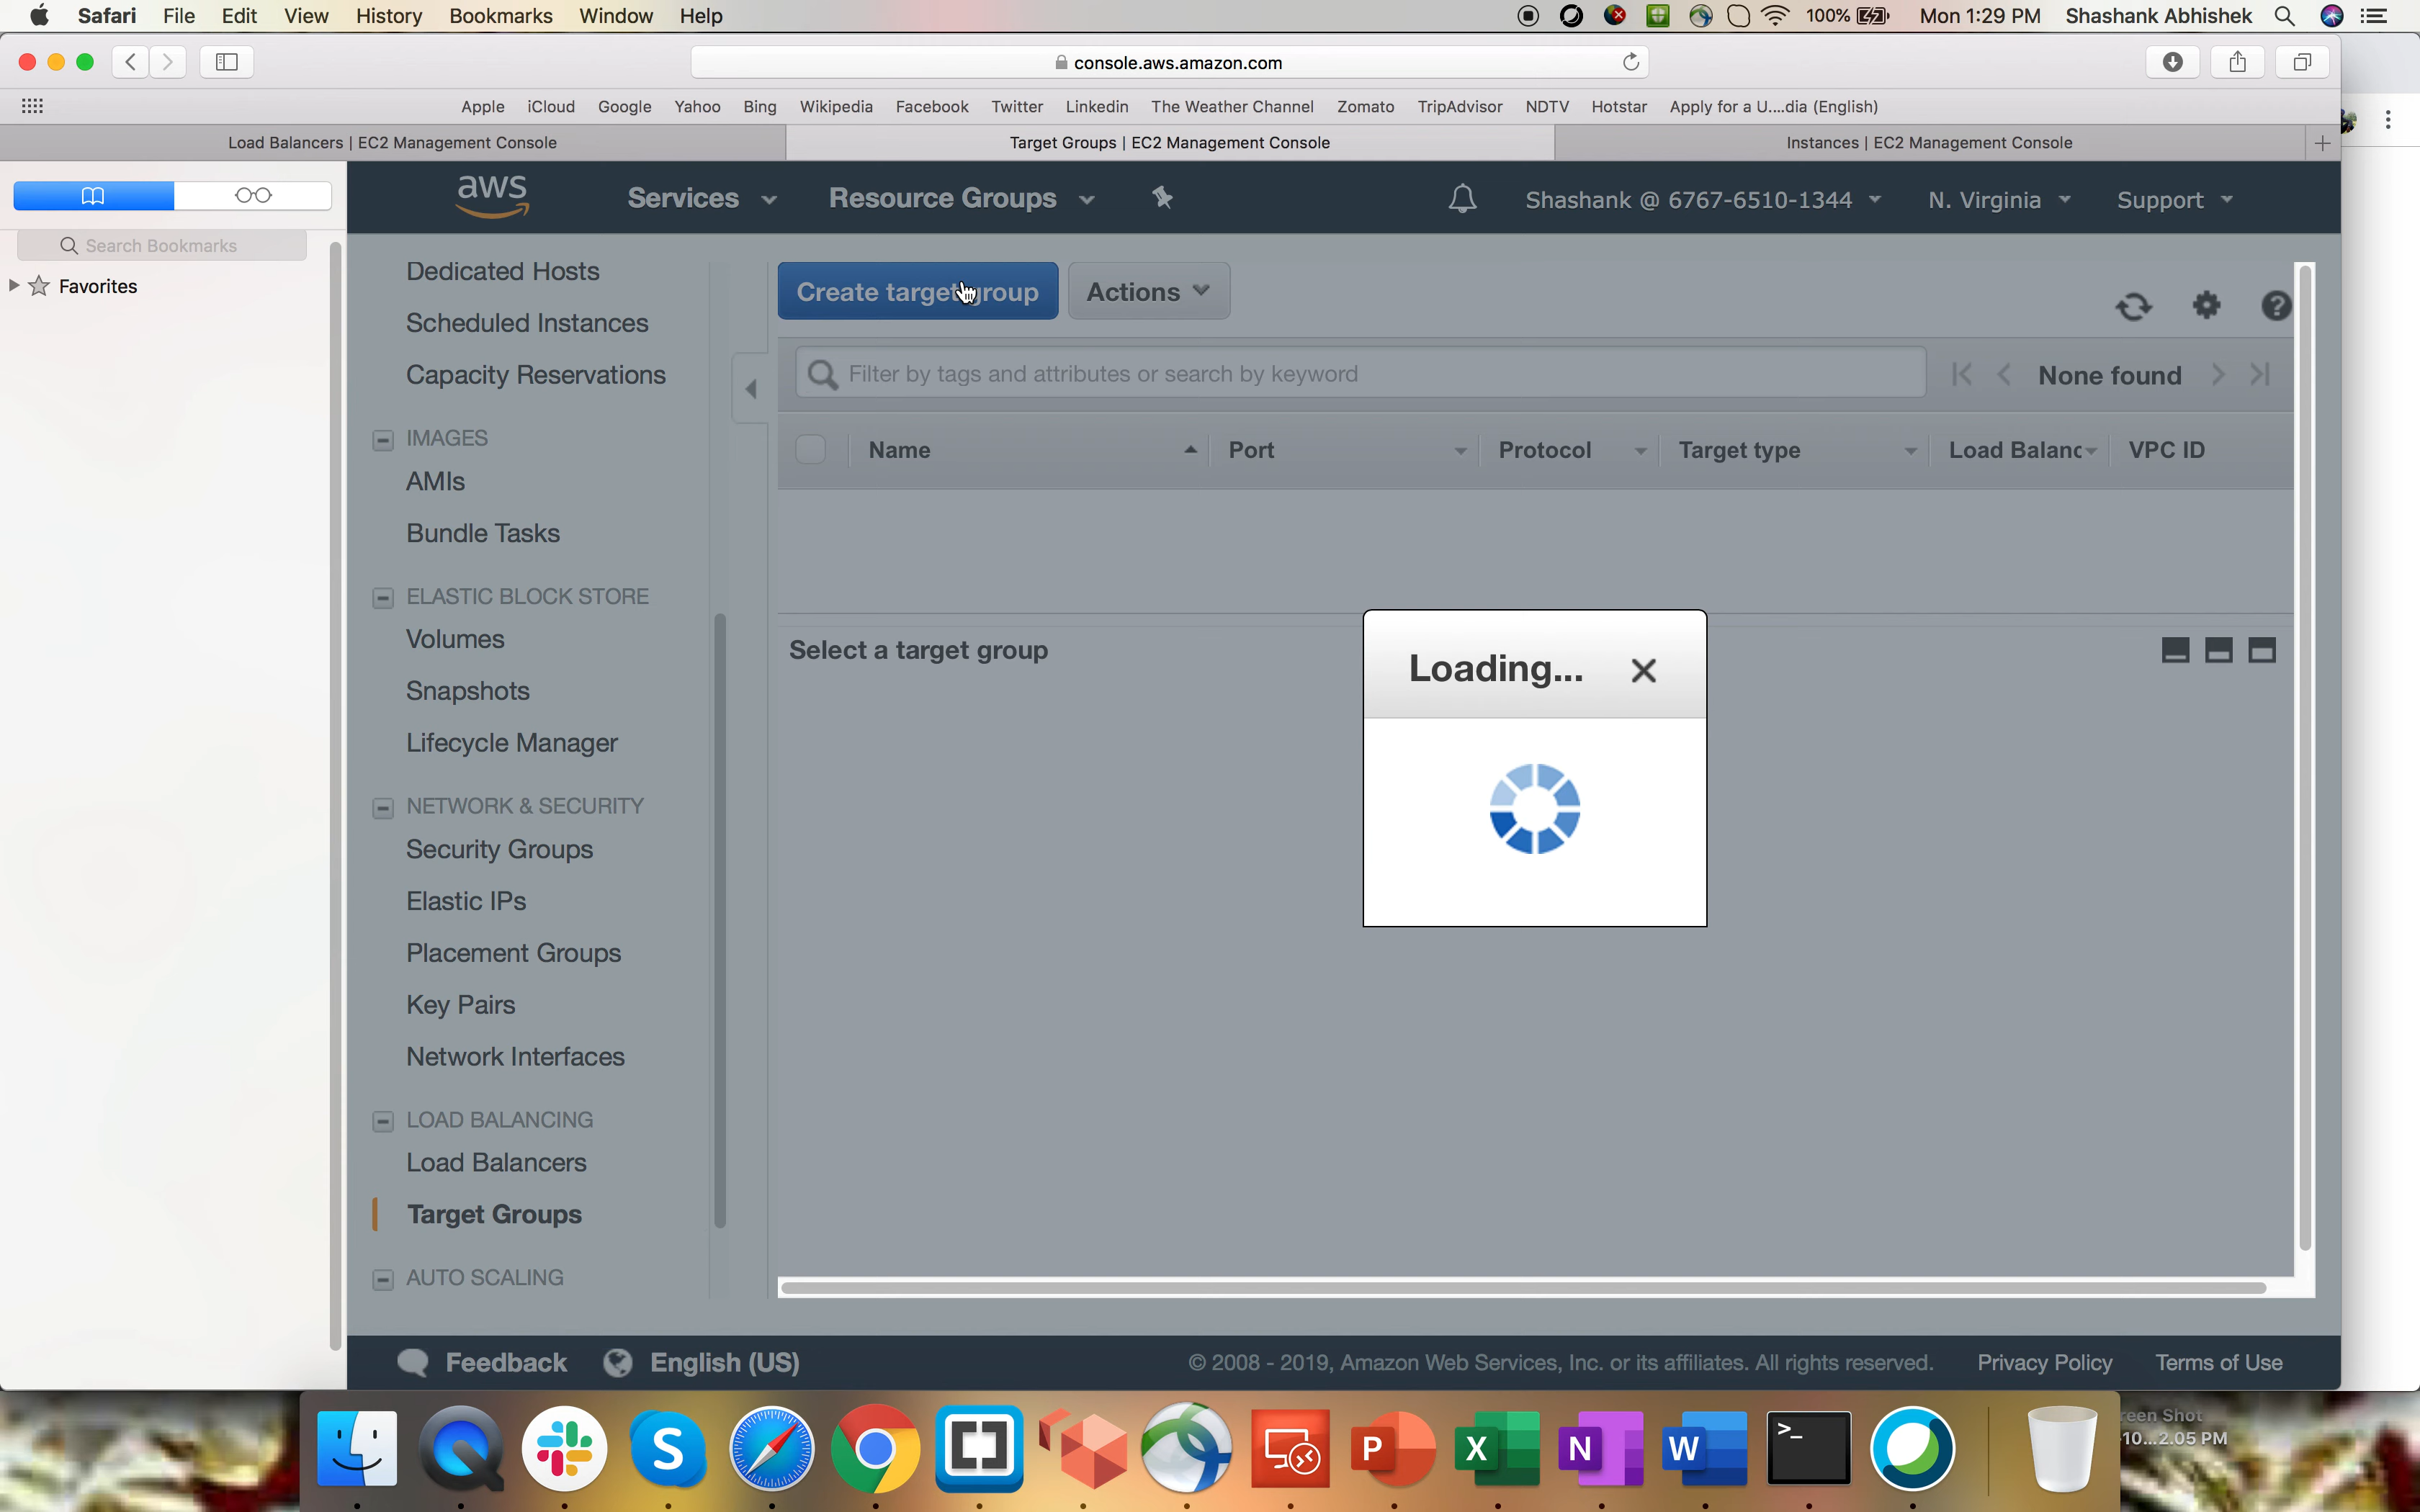 Safari File Edit View History Bookmarks Window Help 100% Mon 1:29 PM Shashank Abhishek
console.aws.amazon.com
Apple iCloud Google Yahoo Bing Wikipedia Facebook Twitter Linkedin The Weather Channel Zomato TripAdvisor NDTV Hotstar Apply for a U....dia (English)
Load Balancers | EC2 Management Console Target Groups | EC2 Management Console Instances | EC2 Management Console
aws Services Resource Groups Shashank @ 6767-6510-1344 N. Virginia Support
Search Bookmarks
Favorites
Dedicated Hosts
Scheduled Instances
Capacity Reservations
IMAGES
AMIs
Bundle Tasks
ELASTIC BLOCK STORE
Volumes
Snapshots
Lifecycle Manager
NETWORK & SECURITY
Security Groups
Elastic IPs
Placement Groups
Key Pairs
Network Interfaces
LOAD BALANCING
Load Balancers
Target Groups
AUTO SCALING
Create target group Actions
Filter by tags and attributes or search by keyword None found
Name Port Protocol Target type Load Balanc VPC ID
Select a target group
Loading...
Feedback English (US) © 2008 - 2019, Amazon Web Services, Inc. or its affiliates. All rights reserved. Privacy Policy Terms of Use
S P X N W >_
Shot
10...2.05 PM